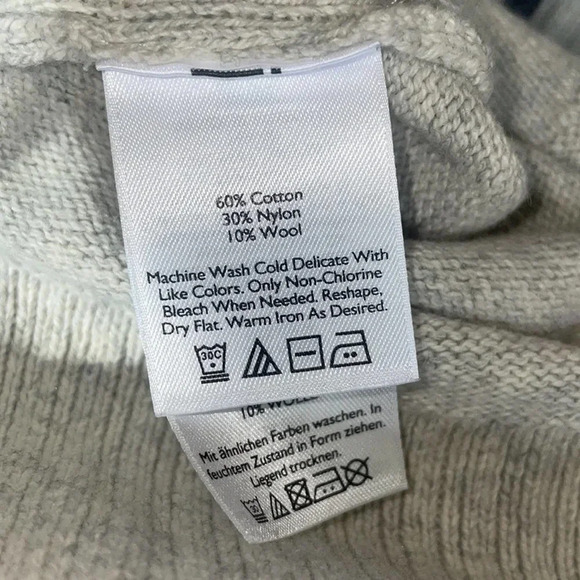 60% Cotton
30% Nylon
10% Wool
Machine Wash Cold Delicate With
Like Colors. Only Non-Chlorine
Bleach When Needed. Reshape,
Dry Flat. Warm Iron As Desired.
30C
10% WOLLE
Mit ähnlichen Farben waschen. In
feuchtem Zustand in Form ziehen.
Liegend trocknen.
30